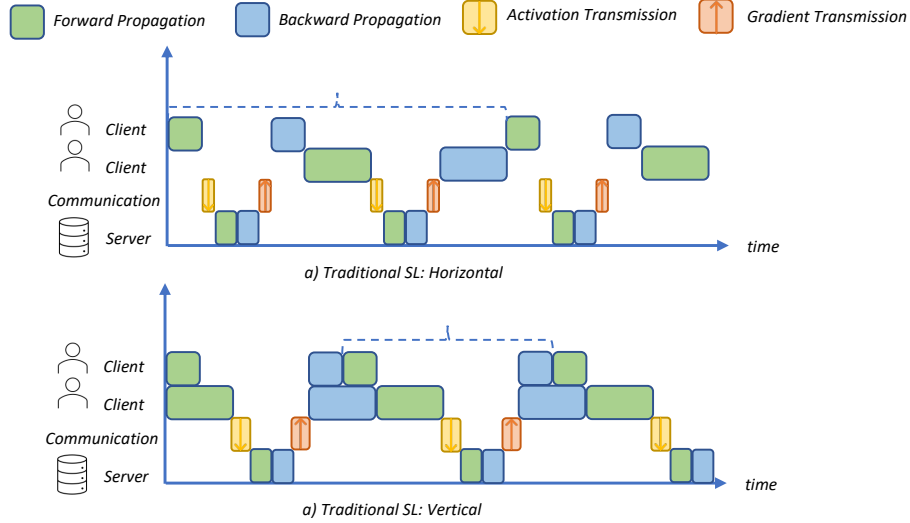 Forward Propagation Backward Propagation Activation Transmission Gradient Transmission
Client
Client
Communication
Server
time
a) Traditional SL: Horizontal
Client
Client
Communication
Server
time
a) Traditional SL: Vertical